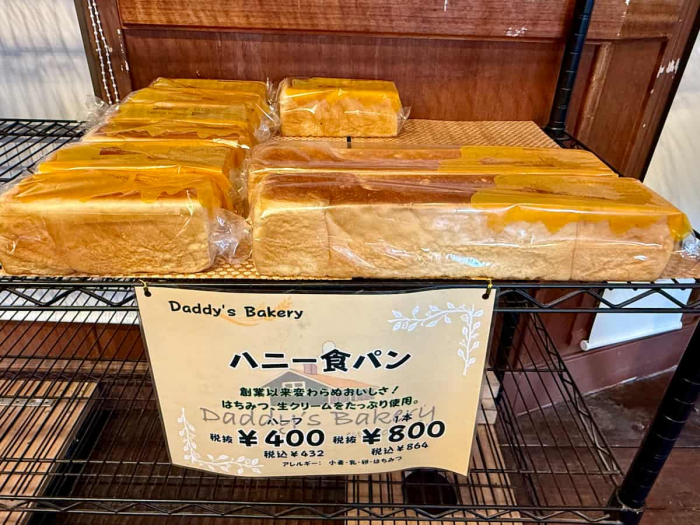 Daddy's Bakery
ハニー食パン
創業以来変わらぬおいしさ！
はちみつ、生クリームをたっぷり使用。
Daddy's Bakery
ハーフ 1本
税抜 ¥400 税抜 ¥800
税込¥432 税込¥864
アレルギー： 小麦・乳・卵・はちみつ